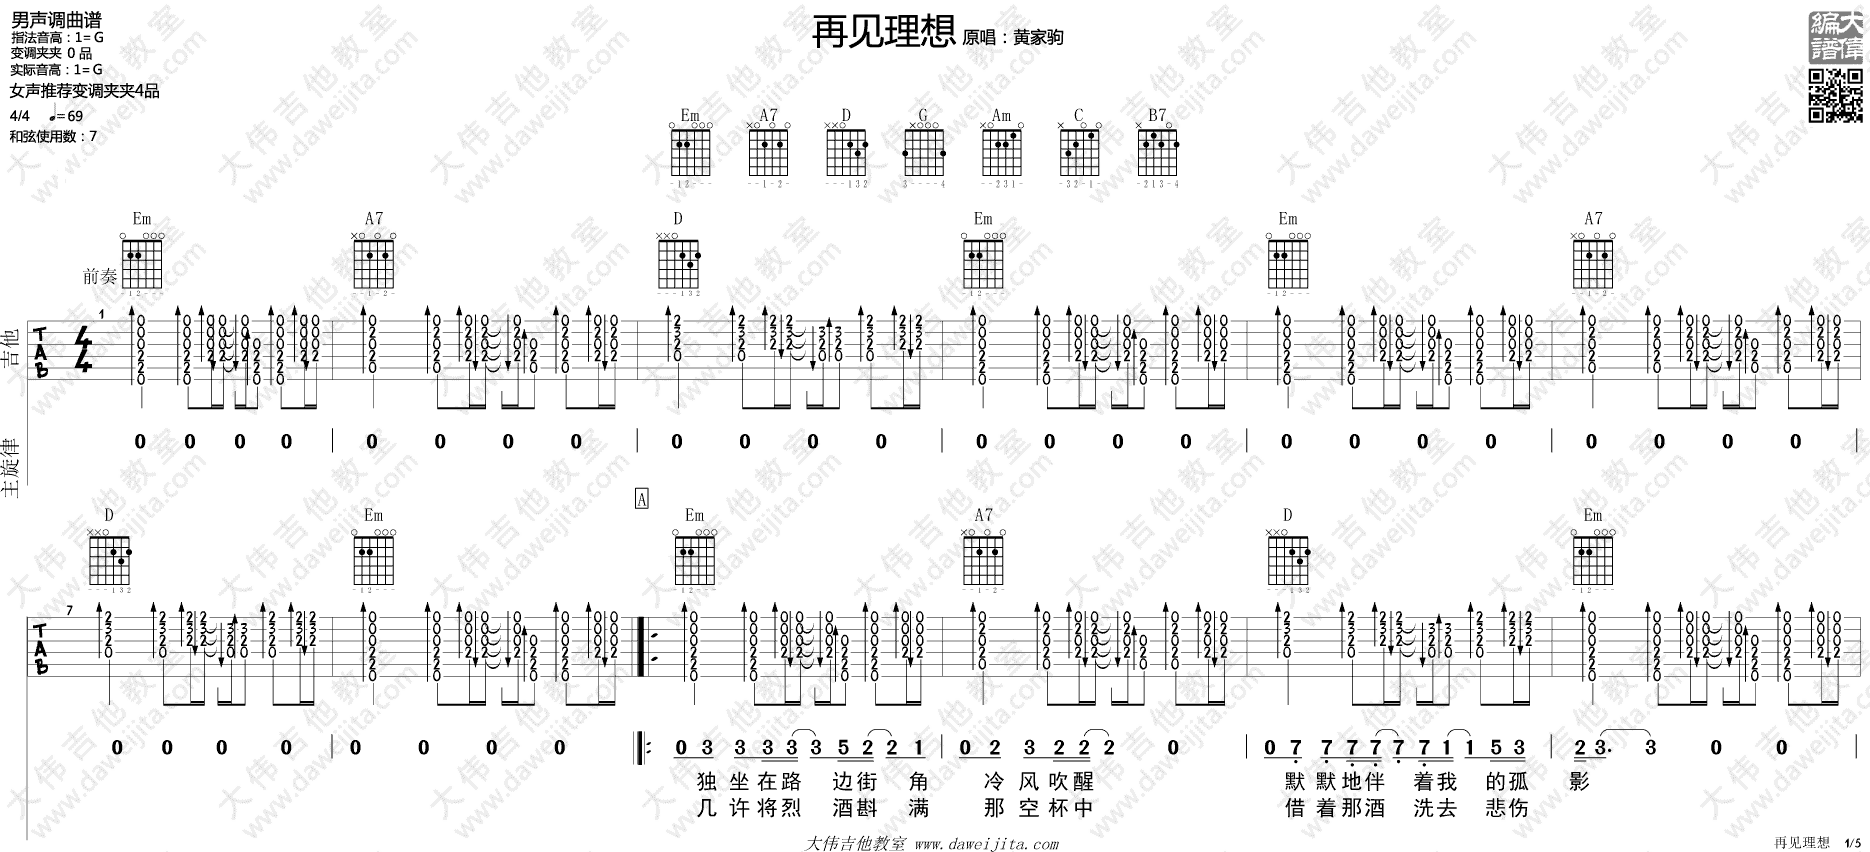 男声调曲谱
指法音高：1=G
变调夹夹 0 品
实际音高：1=G
女声推荐变调夹夹4品
4/4 ♩=69
和弦使用数：7
再见理想 原唱：黄家驹
大偉編譜
Em A7 D G Am C B7
Em A7 D Em Em A7
前奏
1
吉他
TAB
4/4
0 0 0 0 | 0 0 0 0 | 0 0 0 0 | 0 0 0 0 | 0 0 0 0 | 0 0 0 0
主旋律
A
D Em Em A7 D Em
7
TAB
0 0 0 0 | 0 0 0 0 |: 0 3 3 3 3 3 5 2 2 1 | 0 2 3 2 2 2 0 | 0 7 7 7 7 7 7 1 1 5 3 | 2 3. 3 0 0
独 坐 在 路 边 街 角 冷 风 吹 醒 默 默 地 伴 着 我 的 孤 影
几 许 将 烈 酒 斟 满 那 空 杯 中 借 着 那 酒 洗 去 悲 伤
大伟吉他教室 www.daweijita.com
再见理想 1/5